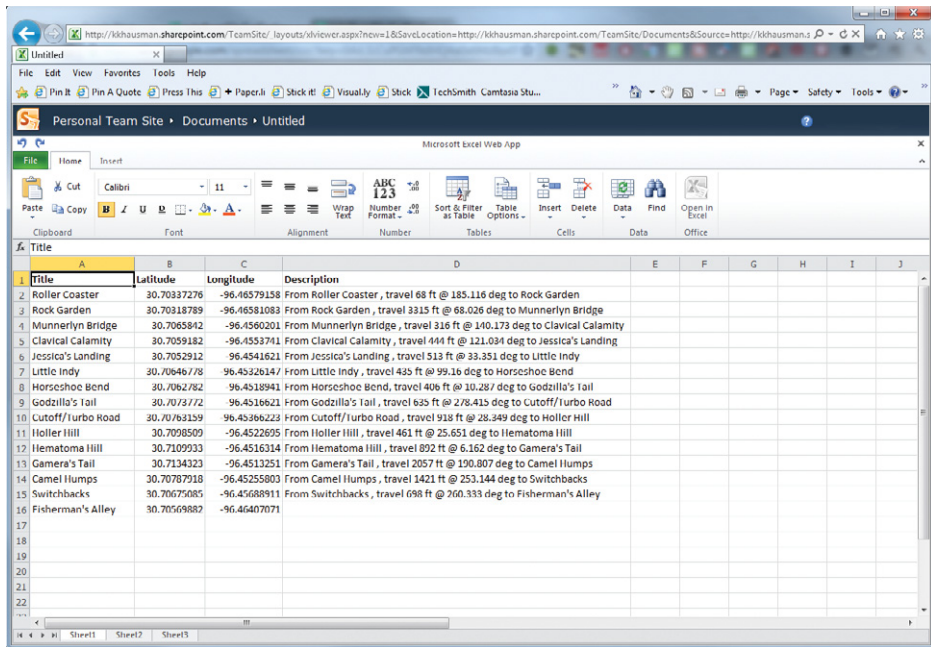 http://kkhausman.sharepoint.com/TeamSite/_layouts/xlviewer.aspx?new=1&SaveLocation=http://kkhausman.sharepoint.com/TeamSite/Documents&Source=http://kkhausman.s
Untitled
File Edit View Favorites Tools Help
Pin It Pin A Quote Press This + Paper.li Stick it! Visual.ly Stick TechSmith Camtasia Stu... Page Safety Tools
Personal Team Site Documents Untitled
Microsoft Excel Web App
File Home Insert
Paste Cut Copy Calibri 11 B I U D A Wrap Text ABC 123 Number Format Sort & Filter as Table Table Options Insert Delete Data Find Open in Excel
Clipboard Font Alignment Number Tables Cells Data Office
fx Title
A B C D E F G H I J
1 Title Latitude Longitude Description
2 Roller Coaster 30.70337276 -96.46579158 From Roller Coaster , travel 68 ft @ 185.116 deg to Rock Garden
3 Rock Garden 30.70318789 -96.46581083 From Rock Garden , travel 3315 ft @ 68.026 deg to Munnerlyn Bridge
4 Munnerlyn Bridge 30.7065842 -96.4560201 From Munnerlyn Bridge , travel 316 ft @ 140.173 deg to Clavical Calamity
5 Clavical Calamity 30.7059182 -96.4553741 From Clavical Calamity , travel 444 ft @ 121.034 deg to Jessica's Landing
6 Jessica's Landing 30.7052912 -96.4541621 From Jessica's Landing , travel 513 ft @ 33.351 deg to Little Indy
7 Little Indy 30.70646778 -96.45326147 From Little Indy , travel 435 ft @ 99.16 deg to Horseshoe Bend
8 Horseshoe Bend 30.7062782 -96.4518941 From Horseshoe Bend, travel 406 ft @ 10.287 deg to Godzilla's Tail
9 Godzilla's Tail 30.7073772 -96.4516621 From Godzilla's Tail , travel 635 ft @ 278.415 deg to Cutoff/Turbo Road
10 Cutoff/Turbo Road 30.70763159 -96.45366223 From Cutoff/Turbo Road , travel 918 ft @ 28.349 deg to Holler Hill
11 Holler Hill 30.7098509 -96.4522695 From Holler Hill , travel 461 ft @ 25.651 deg to Hematoma Hill
12 Hematoma Hill 30.7109933 -96.4516314 From Hematoma Hill , travel 892 ft @ 6.162 deg to Gamera's Tail
13 Gamera's Tail 30.7134323 -96.4513251 From Gamera's Tail , travel 2057 ft @ 190.807 deg to Camel Humps
14 Camel Humps 30.70787918 -96.45255803 From Camel Humps , travel 1421 ft @ 253.144 deg to Switchbacks
15 Switchbacks 30.70675085 -96.45688911 From Switchbacks , travel 698 ft @ 260.333 deg to Fisherman's Alley
16 Fisherman's Alley 30.70569882 -96.46407071
17
18
19
20
21
22
Sheet1 Sheet2 Sheet3